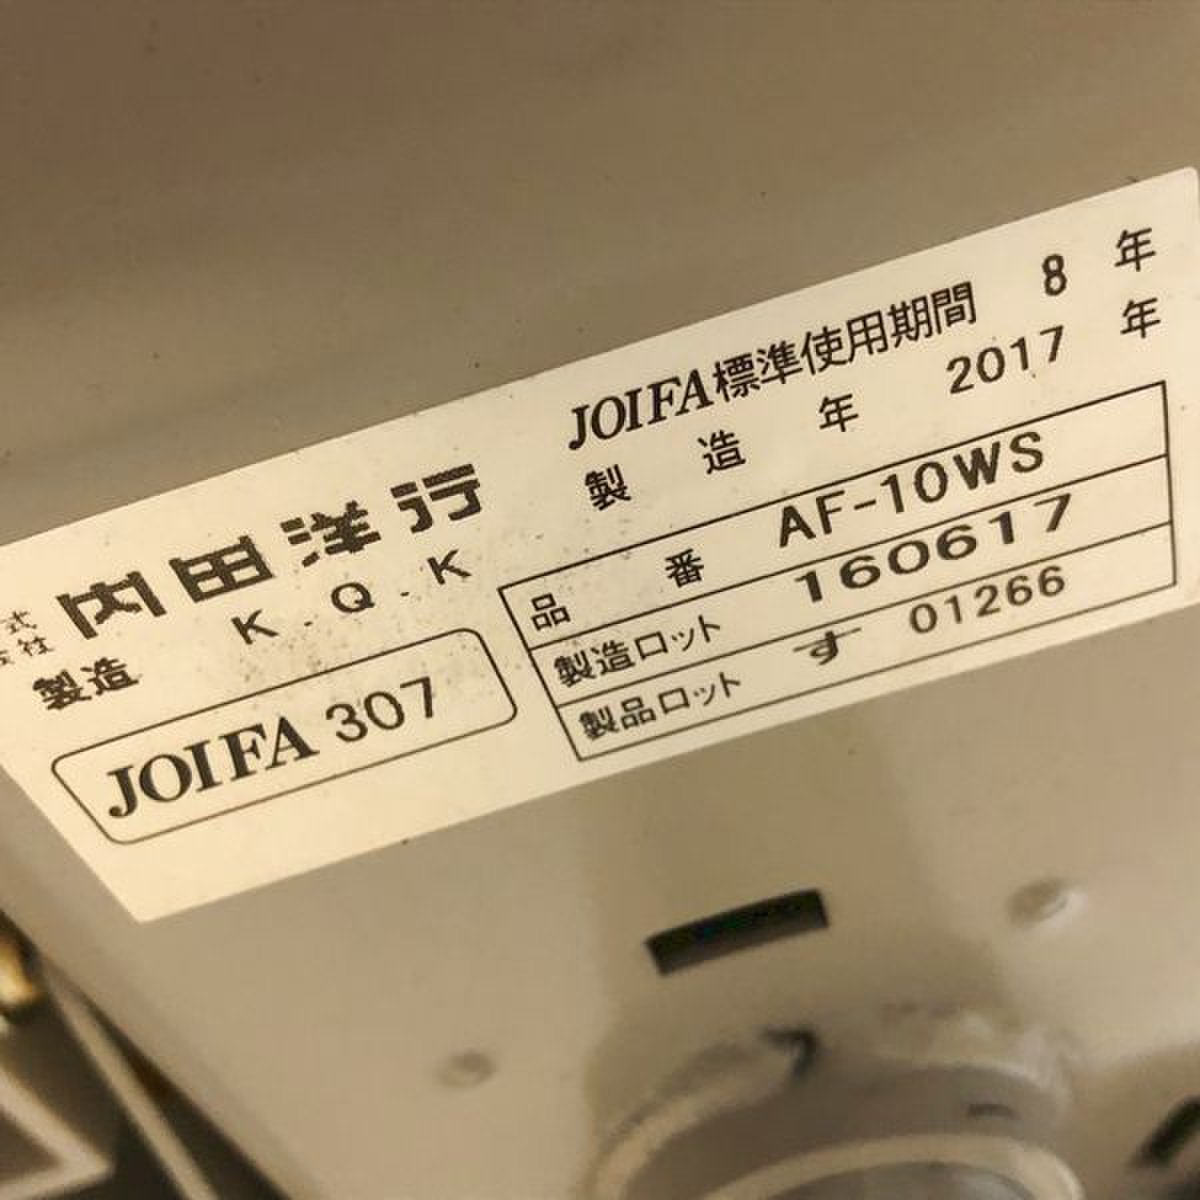 JOIFA標準使用期間 8 年
製 造 年 2017 年
株式会社 内田洋行
製造 K.Q.K
JOIFA 307
品 番 AF-10WS
製造ロット 160617
製品ロット す 01266